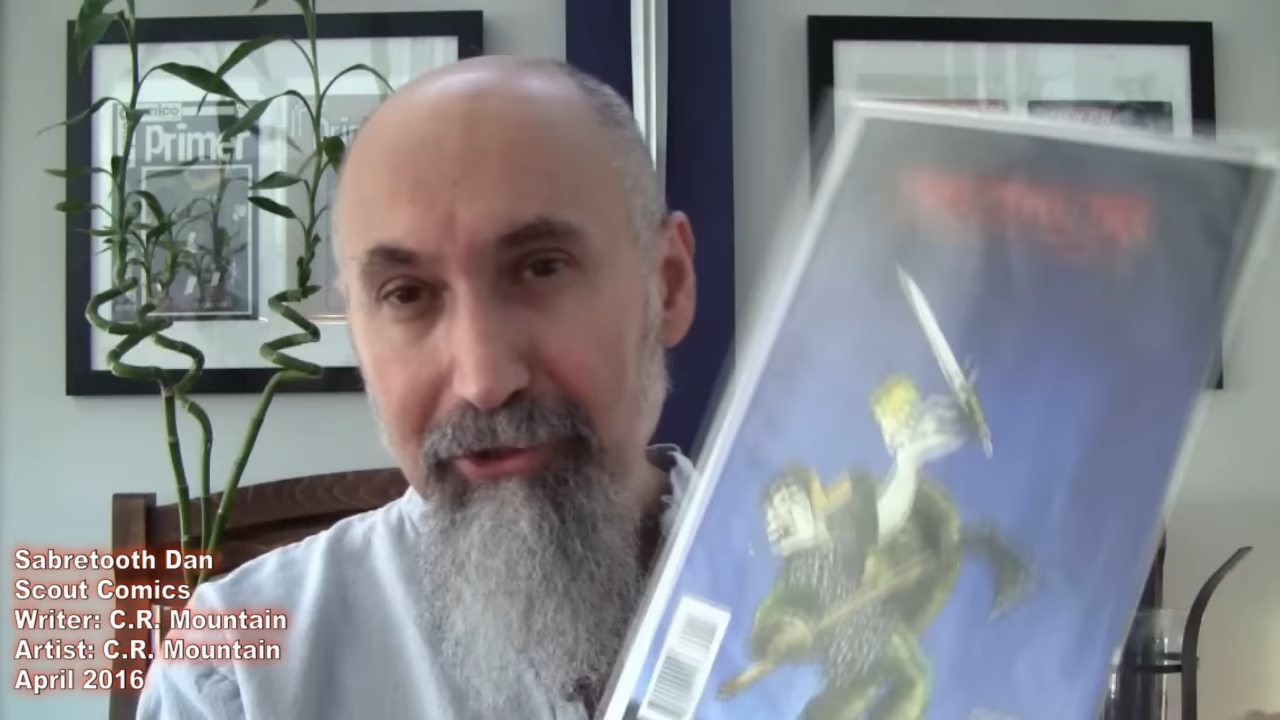 Primer
Sabretooth Dan
Scout Comics
Writer: C.R. Mountain
Artist: C.R. Mountain
April 2016